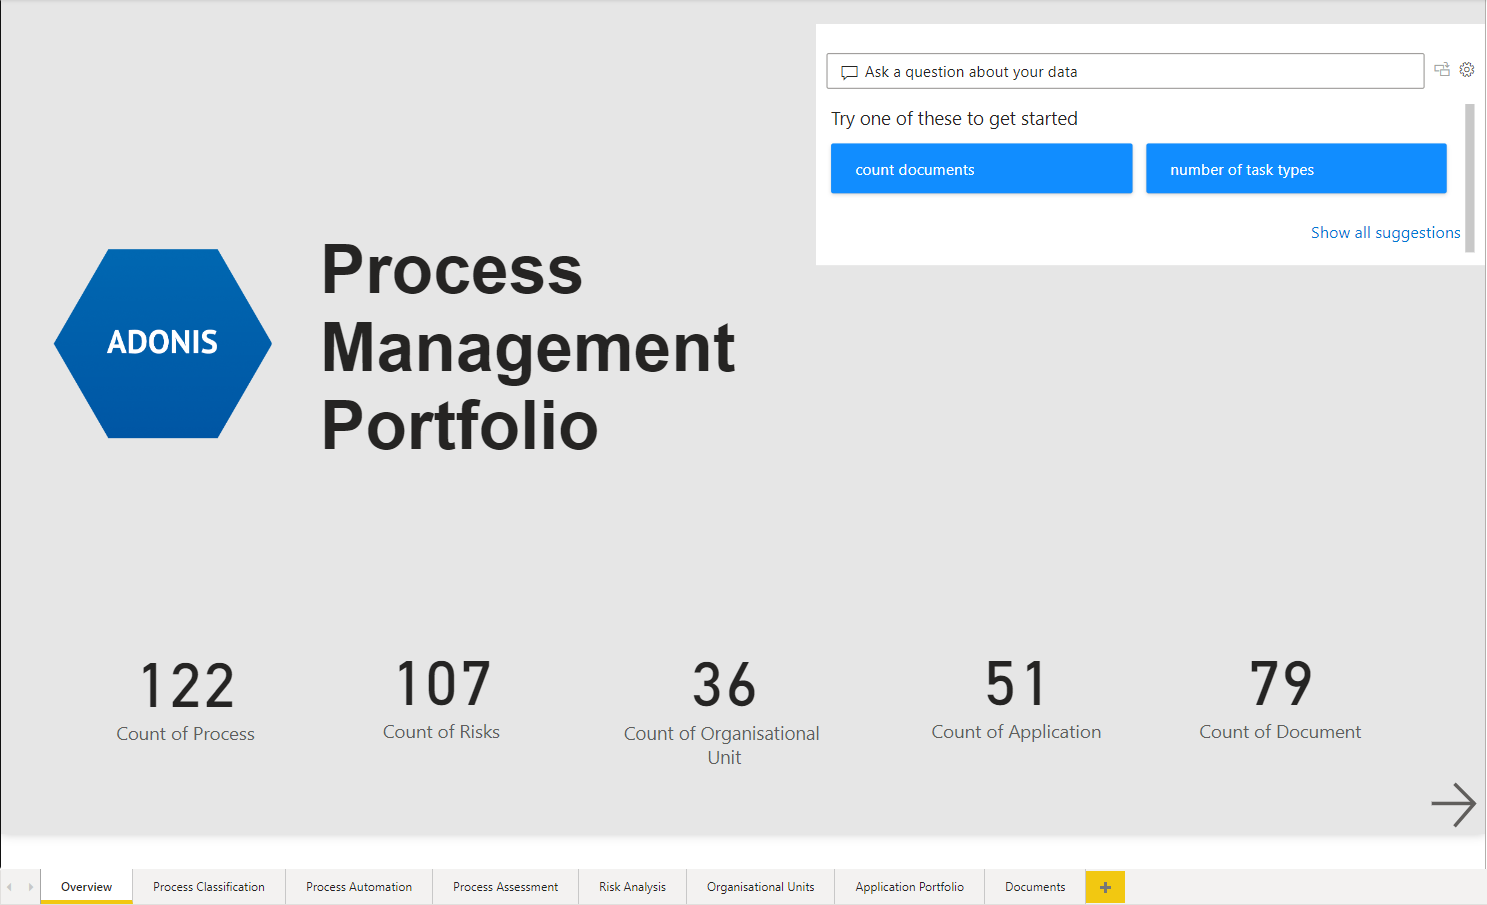 Ask a question about your data
Try one of these to get started
count documents
number of task types
Show all suggestions
ADONIS
Process
Management
Portfolio
122
Count of Process
107
Count of Risks
36
Count of Organisational
Unit
51
Count of Application
79
Count of Document
Overview
Process Classification
Process Automation
Process Assessment
Risk Analysis
Organisational Units
Application Portfolio
Documents
+